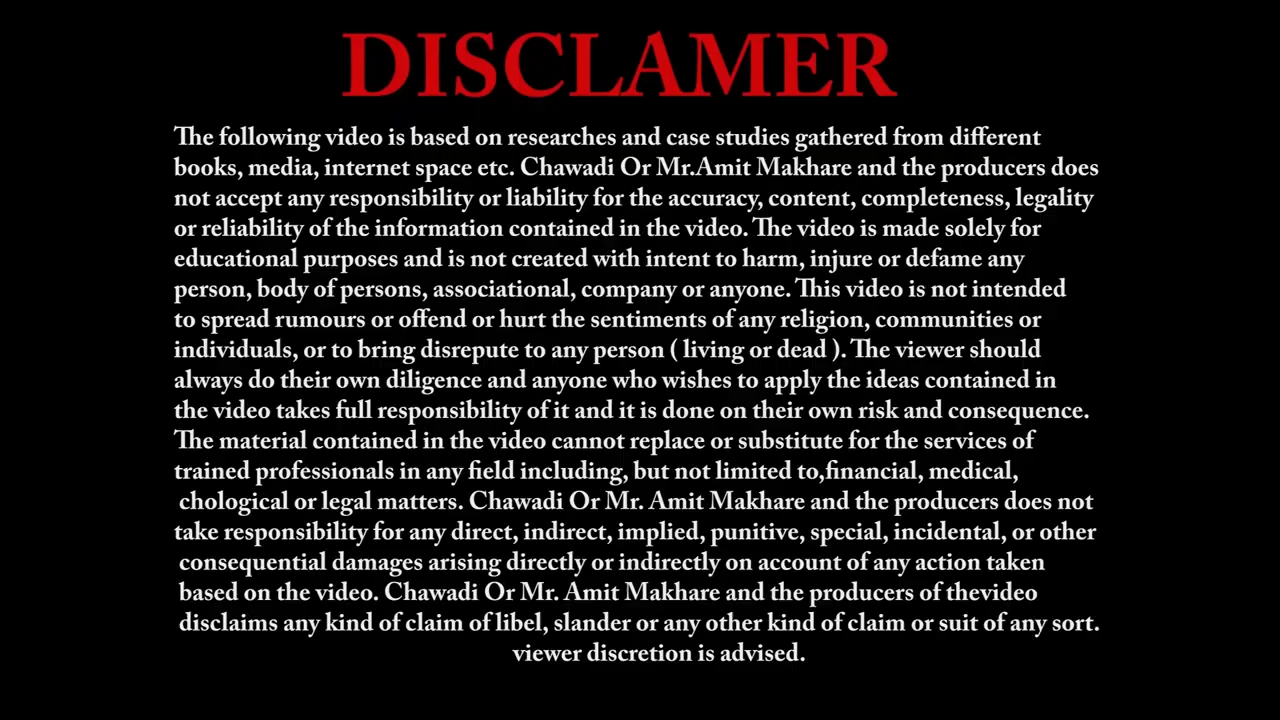 DISCLAMER
The following video is based on researches and case studies gathered from different
books, media, internet space etc. Chawadi Or Mr.Amit Makhare and the producers does
not accept any responsibility or liability for the accuracy, content, completeness, legality
or reliability of the information contained in the video. The video is made solely for
educational purposes and is not created with intent to harm, injure or defame any
person, body of persons, associational, company or anyone. This video is not intended
to spread rumours or offend or hurt the sentiments of any religion, communities or
individuals, or to bring disrepute to any person ( living or dead ). The viewer should
always do their own diligence and anyone who wishes to apply the ideas contained in
the video takes full responsibility of it and it is done on their own risk and consequence.
The material contained in the video cannot replace or substitute for the services of
trained professionals in any field including, but not limited to,financial, medical,
chological or legal matters. Chawadi Or Mr. Amit Makhare and the producers does not
take responsibility for any direct, indirect, implied, punitive, special, incidental, or other
consequential damages arising directly or indirectly on account of any action taken
based on the video. Chawadi Or Mr. Amit Makhare and the producers of thevideo
disclaims any kind of claim of libel, slander or any other kind of claim or suit of any sort.
viewer discretion is advised.